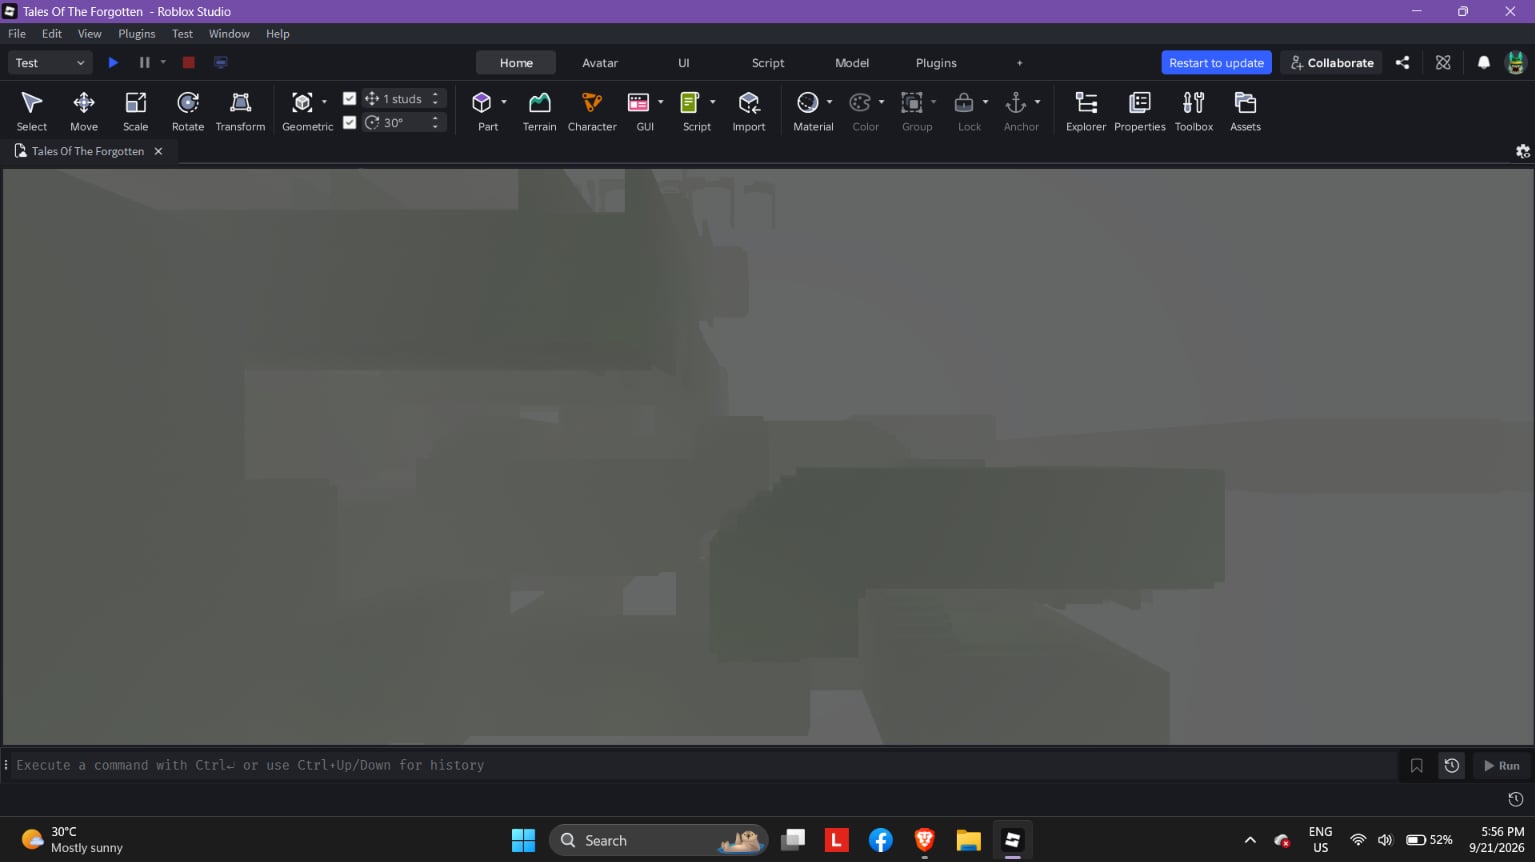 Tales Of The Forgotten - Roblox Studio
File Edit View Plugins Test Window Help
Test Home Avatar UI Script Model Plugins + Restart to update Collaborate
1 studs
30°
Select Move Scale Rotate Transform Geometric Part Terrain Character GUI Script Import Material Color Group Lock Anchor Explorer Properties Toolbox Assets
Tales Of The Forgotten
Execute a command with Ctrl↵ or use Ctrl+Up/Down for history Run
30°C
Mostly sunny
Search
L
ENG
US
52%
5:56 PM
9/21/2026